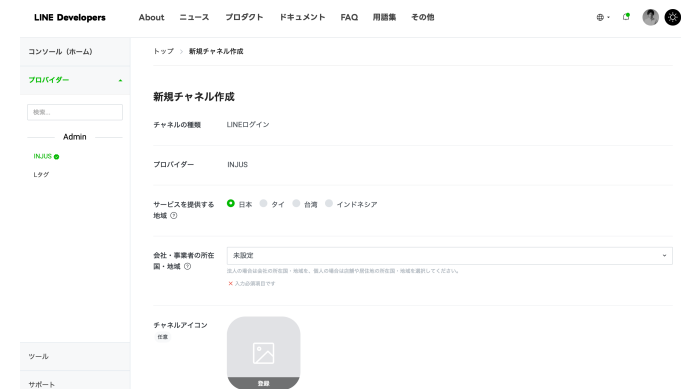 LINE Developers About ニュース プロダクト ドキュメント FAQ 用語集 その他
コンソール（ホーム）
トップ 新規チャネル作成
プロバイダー
新規チャネル作成
検索...
チャネルの種類 LINEログイン
Admin
INJUS
プロバイダー INJUS
Lタグ
サービスを提供する
地域
日本 タイ 台湾 インドネシア
会社・事業者の所在
国・地域
未設定
法人の場合は会社の所在国・地域を、個人の場合は店舗や居住地の所在国・地域を選択してください。
入力必須項目です
チャネルアイコン
任意
登録
ツール
サポート